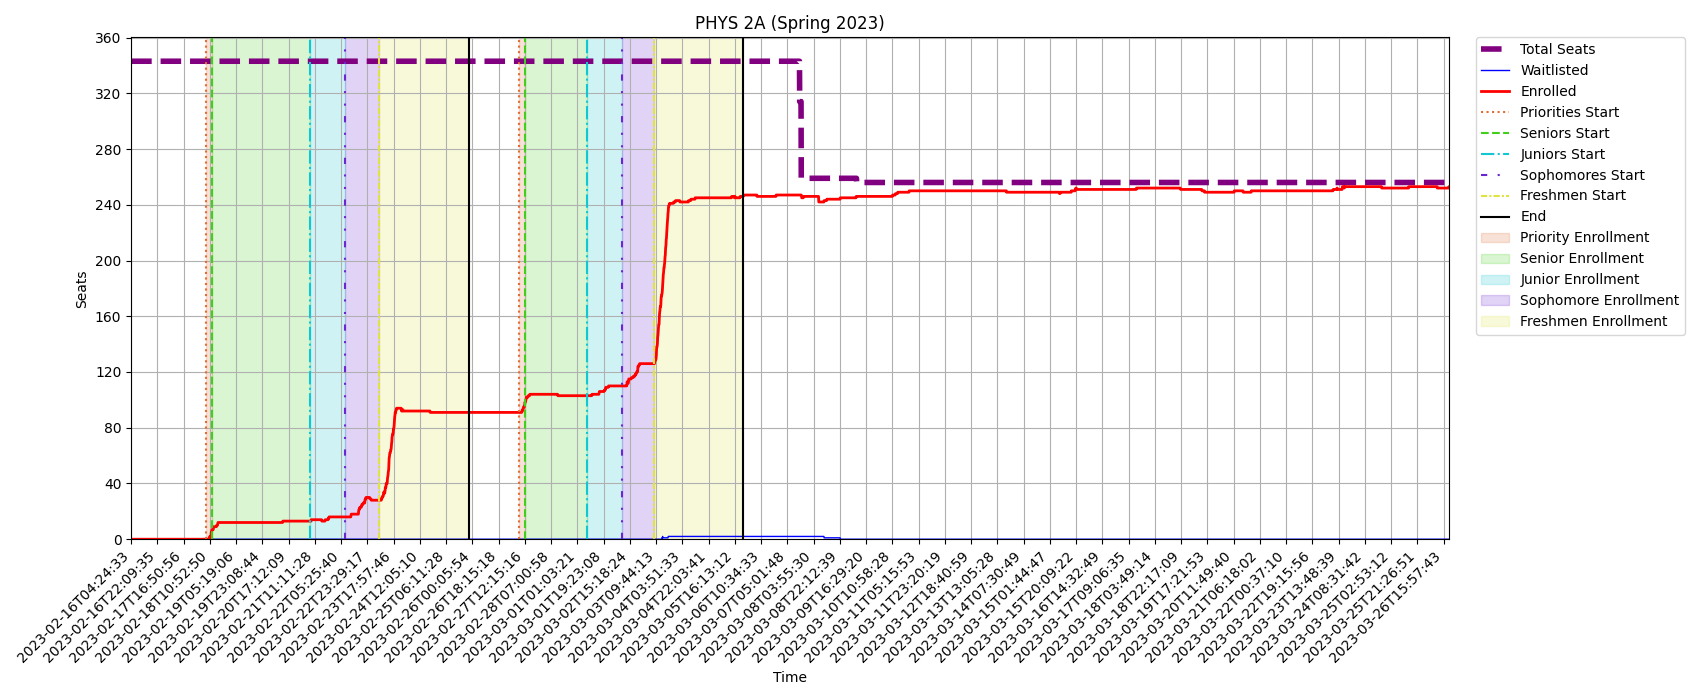 PHYS 2A (Spring 2023)
360
320
280
240
200
160
120
80
40
0
Seats
2023-02-16T04:24:33
2023-02-16T22:09:35
2023-02-17T16:50:56
2023-02-18T10:52:50
2023-02-19T05:19:06
2023-02-19T23:08:44
2023-02-20T17:12:09
2023-02-21T11:11:28
2023-02-22T05:25:40
2023-02-22T23:29:17
2023-02-23T17:57:46
2023-02-24T12:05:10
2023-02-25T06:11:28
2023-02-26T00:05:54
2023-02-26T18:15:18
2023-02-27T12:15:16
2023-02-28T07:00:58
2023-03-01T01:03:21
2023-03-01T19:23:08
2023-03-02T15:18:24
2023-03-03T09:44:13
2023-03-04T03:51:33
2023-03-04T22:03:41
2023-03-05T16:13:12
2023-03-06T10:34:33
2023-03-07T05:01:48
2023-03-08T03:55:30
2023-03-08T22:12:39
2023-03-09T16:29:20
2023-03-10T10:58:28
2023-03-11T05:15:53
2023-03-11T23:20:19
2023-03-12T18:40:59
2023-03-13T13:05:28
2023-03-14T07:30:49
2023-03-15T01:44:47
2023-03-15T20:09:22
2023-03-16T14:32:49
2023-03-17T09:06:35
2023-03-18T03:49:14
2023-03-18T22:17:09
2023-03-19T17:21:53
2023-03-20T11:49:40
2023-03-21T06:18:02
2023-03-22T00:37:10
2023-03-22T19:15:56
2023-03-23T13:48:39
2023-03-24T08:31:42
2023-03-25T02:53:12
2023-03-25T21:26:51
2023-03-26T15:57:43
Time
Total Seats
Waitlisted
Enrolled
Priorities Start
Seniors Start
Juniors Start
Sophomores Start
Freshmen Start
End
Priority Enrollment
Senior Enrollment
Junior Enrollment
Sophomore Enrollment
Freshmen Enrollment